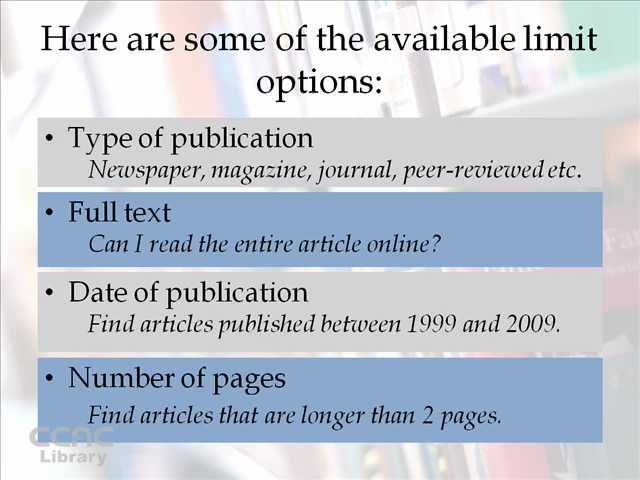 Here are some of the available limit
options:
• Type of publication
Newspaper, magazine, journal, peer-reviewed etc.
• Full text
Can I read the entire article online?
• Date of publication
Find articles published between 1999 and 2009.
• Number of pages
Find articles that are longer than 2 pages.
CCAC
Library